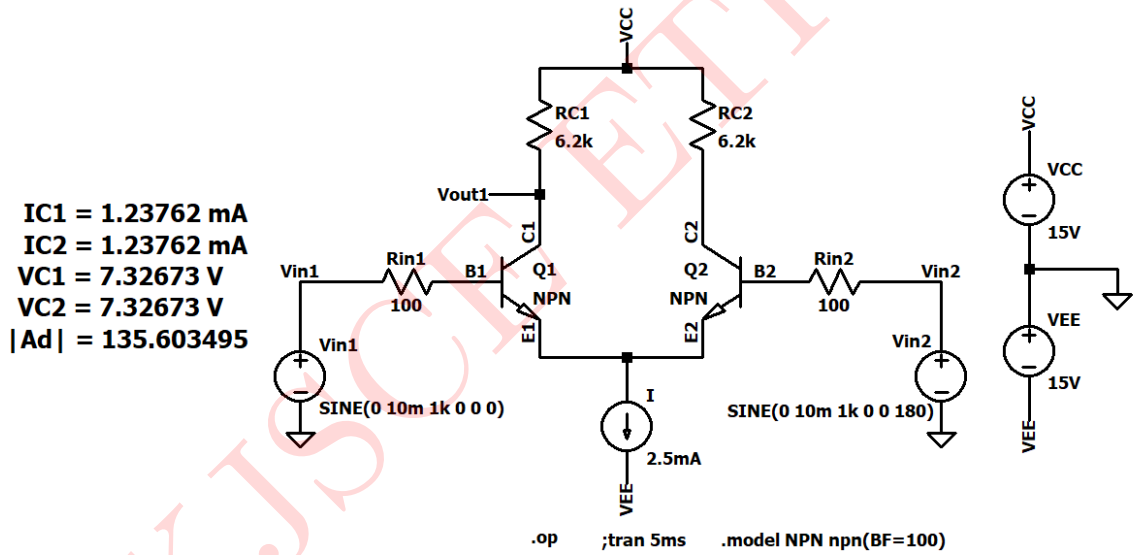 VCC
RC1
6.2k
RC2
6.2k
VCC
VCC
15V
Vout1
C1
C2
IC1 = 1.23762 mA
IC2 = 1.23762 mA
VC1 = 7.32673 V
VC2 = 7.32673 V
|Ad| = 135.603495
Vin1
Rin1
100
B1
Q1
NPN
E1
Q2
NPN
E2
B2
Rin2
100
Vin2
Vin1
SINE(0 10m 1k 0 0 0)
I
2.5mA
VEE
Vin2
SINE(0 10m 1k 0 0 180)
VEE
15V
VEE
.op
;tran 5ms
.model NPN npn(BF=100)
KJSCE ETR